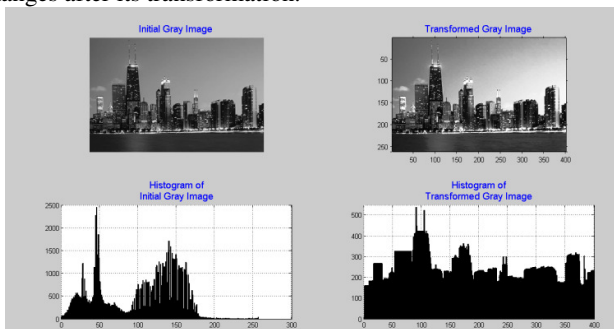 anges after its transformation.
Initial Gray Image
Transformed Gray Image
50
100
150
200
250
50 100 150 200 250 300 350 400
Histogram of
Initial Gray Image
Histogram of
Transformed Gray Image
2500
2000
1500
1000
500
0
0 50 100 150 200 250 300
500
400
300
200
100
0
0 50 100 150 200 250 300 350 400